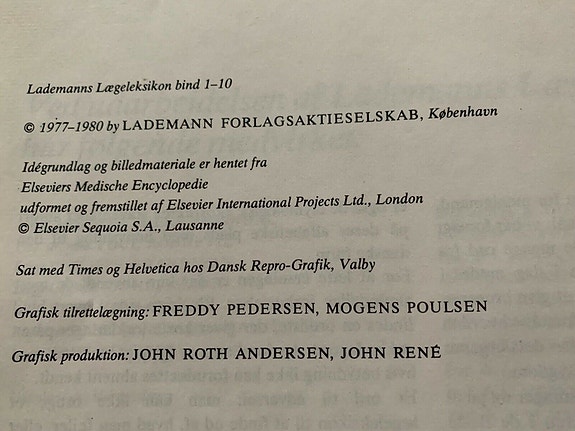 Lademanns Lægeleksikon bind 1–10
© 1977–1980 by LADEMANN FORLAGSAKTIESELSKAB, København
Idégrundlag og billedmateriale er hentet fra
Elseviers Medische Encyclopedie
udformet og fremstillet af Elsevier International Projects Ltd., London
© Elsevier Sequoia S.A., Lausanne
Sat med Times og Helvetica hos Dansk Repro-Grafik, Valby
Grafisk tilrettelægning: FREDDY PEDERSEN, MOGENS POULSEN
Grafisk produktion: JOHN ROTH ANDERSEN, JOHN RENÉ